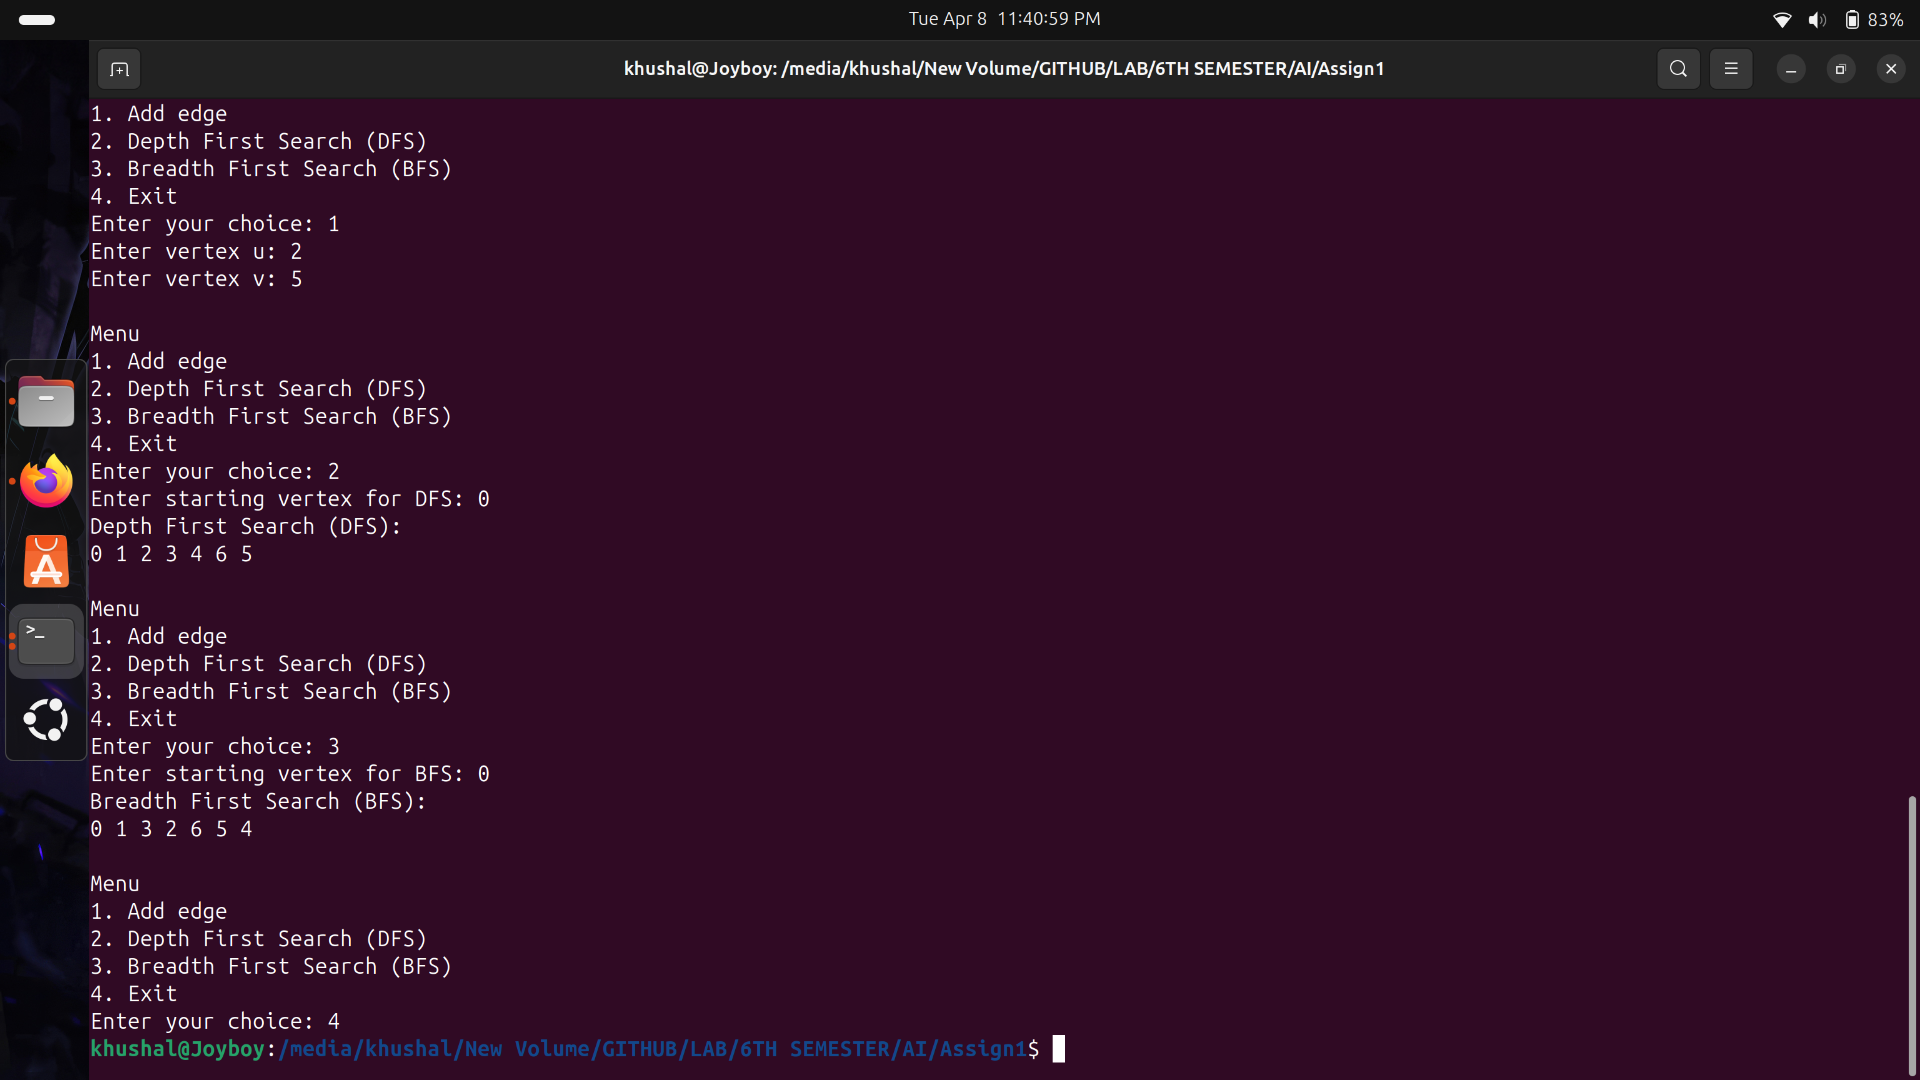 Tue Apr 8 11:40:59 PM
83%
khushal@Joyboy: /media/khushal/New Volume/GITHUB/LAB/6TH SEMESTER/AI/Assign1
1. Add edge
2. Depth First Search (DFS)
3. Breadth First Search (BFS)
4. Exit
Enter your choice: 1
Enter vertex u: 2
Enter vertex v: 5
Menu
1. Add edge
2. Depth First Search (DFS)
3. Breadth First Search (BFS)
4. Exit
Enter your choice: 2
Enter starting vertex for DFS: 0
Depth First Search (DFS):
0 1 2 3 4 6 5
Menu
1. Add edge
2. Depth First Search (DFS)
3. Breadth First Search (BFS)
4. Exit
Enter your choice: 3
Enter starting vertex for BFS: 0
Breadth First Search (BFS):
0 1 3 2 6 5 4
Menu
1. Add edge
2. Depth First Search (DFS)
3. Breadth First Search (BFS)
4. Exit
Enter your choice: 4
khushal@Joyboy:/media/khushal/New Volume/GITHUB/LAB/6TH SEMESTER/AI/Assign1$